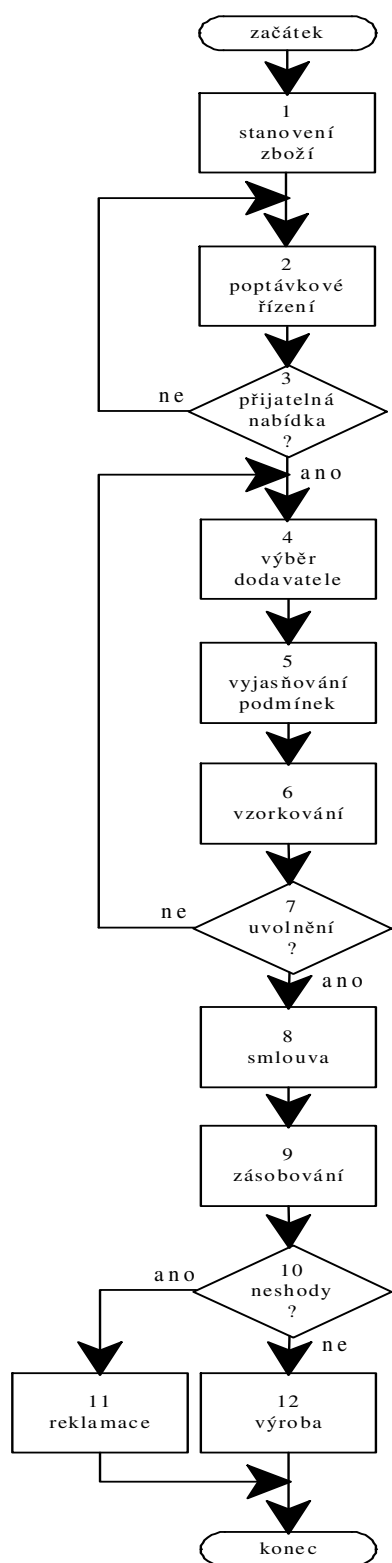 začátek
1
stanovení
zboží
2
poptávkové
řízení
3
přijatelná
nabídka
?
ne
ano
4
výběr
dodavatele
5
vyjasňování
podmínek
6
vzorkování
7
uvolnění
?
ne
ano
8
smlouva
9
zásobování
10
neshody
?
ano
ne
11
reklamace
12
výroba
konec